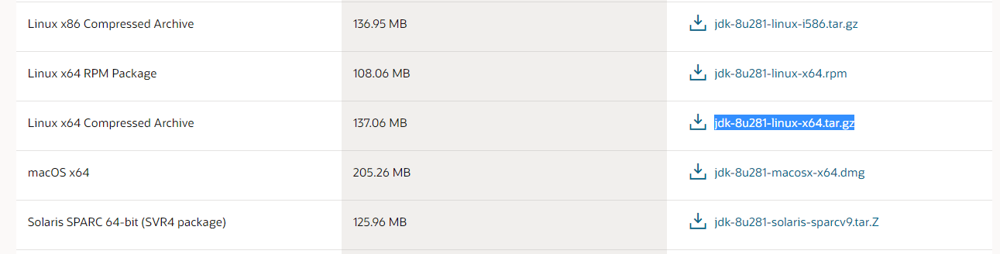 Linux x86 Compressed Archive 136.95 MB jdk-8u281-linux-i586.tar.gz
Linux x64 RPM Package 108.06 MB jdk-8u281-linux-x64.rpm
Linux x64 Compressed Archive 137.06 MB jdk-8u281-linux-x64.tar.gz
macOS x64 205.26 MB jdk-8u281-macosx-x64.dmg
Solaris SPARC 64-bit (SVR4 package) 125.96 MB jdk-8u281-solaris-sparcv9.tar.Z